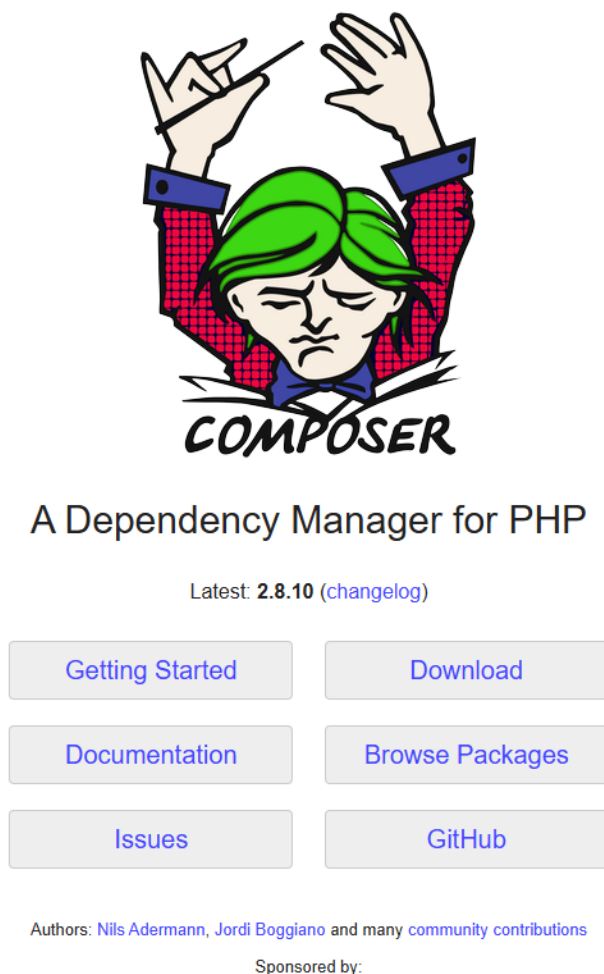 COMPOSER
A Dependency Manager for PHP
Latest: 2.8.10 (changelog)
Getting Started
Download
Documentation
Browse Packages
Issues
GitHub
Authors: Nils Adermann, Jordi Boggiano and many community contributions
Sponsored by: